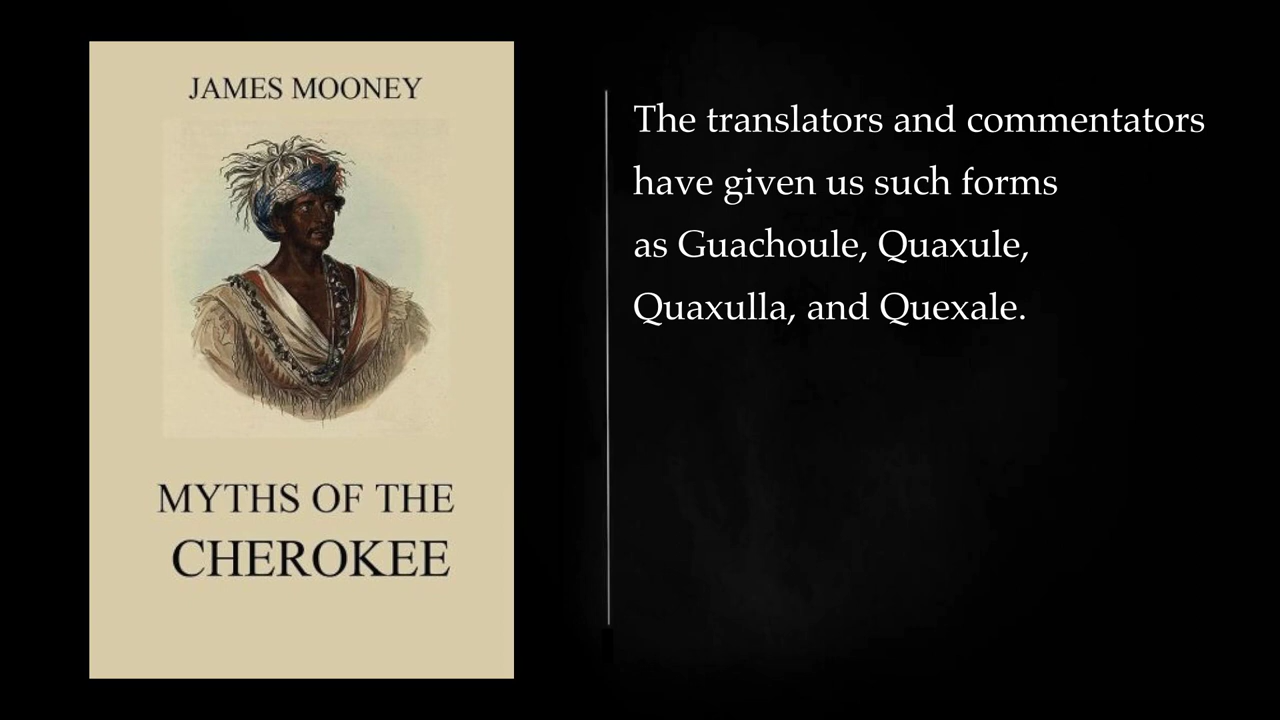 JAMES MOONEY
MYTHS OF THE
CHEROKEE
The translators and commentators
have given us such forms
as Guachoule, Quaxule,
Quaxulla, and Quexale.